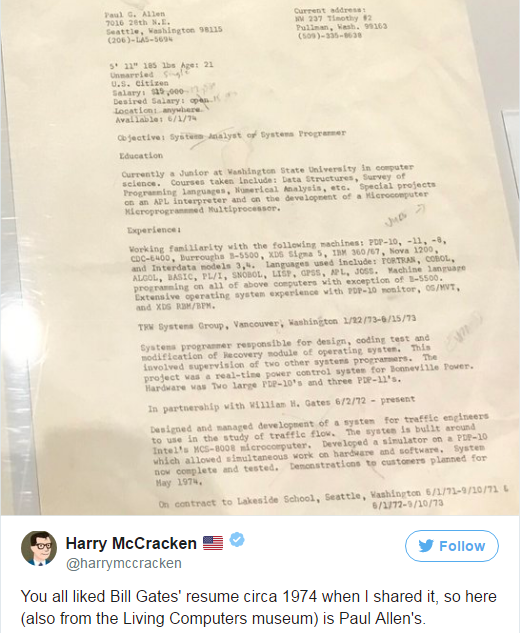 Paul G. Allen
7016 28th N.E.
Seattle, Washington 98115
(206)-LA5-5694
Current address:
NW 237 Timothy #2
Pullman, Wash. 99163
(509)-335-8638
5' 11" 185 lbs Age: 21
Unmarried Single
U.S. Citizen
Salary: $15,000
Desired Salary: open
Location: anywhere
Available: 6/1/74
Objective: Systems Analyst or Systems Programmer
Education
Currently a Junior at Washington State University in computer
science. Courses taken include: Data Structures, Survey of
Programming languages, Numerical Analysis, etc. Special projects
on an APL interpreter and on the development of a Microcomputer
Microprogrammed Multiprocessor.
Experience:
Working familiarity with the following machines: PDP-10, -11, -8,
CDC-6400, Burroughs B-5500, XDS Sigma 5, IBM 360/67, Nova 1200,
and Interdata models 3,4. Languages used include: FORTRAN, COBOL,
ALGOL, BASIC, PL/I, SNOBOL, LISP, GPSS, APL, JOSS. Machine language
programming on all of above computers with exception of B-5500.
Extensive operating system experience with PDP-10 monitor, OS/MVT,
and XDS RBM/BPM.
TRW Systems Group, Vancouver, Washington 1/22/73-8/15/73
Systems programmer responsible for design, coding test and
modification of Recovery module of operating system. This
involved supervision of two other systems programmers. The
project was a real-time power control system for Bonneville Power.
Hardware was Two large PDP-10's and three PDP-11's.
In partnership with William H. Gates 6/2/72 - present
Designed and managed development of a system for traffic engineers
to use in the study of traffic flow. The system is built around
Intel's MCS-8008 microcomputer. Developed a simulator on a PDP-10
which allowed simultaneous work on hardware and software. System
now complete and tested. Demonstrations to customers planned for
May 1974.
On contract to Lakeside School, Seattle, Washington 6/1/71-9/10/71 &
6/1/72-9/10/73
Harry McCracken
@harrymccracken
Follow
You all liked Bill Gates' resume circa 1974 when I shared it, so here
(also from the Living Computers museum) is Paul Allen's.